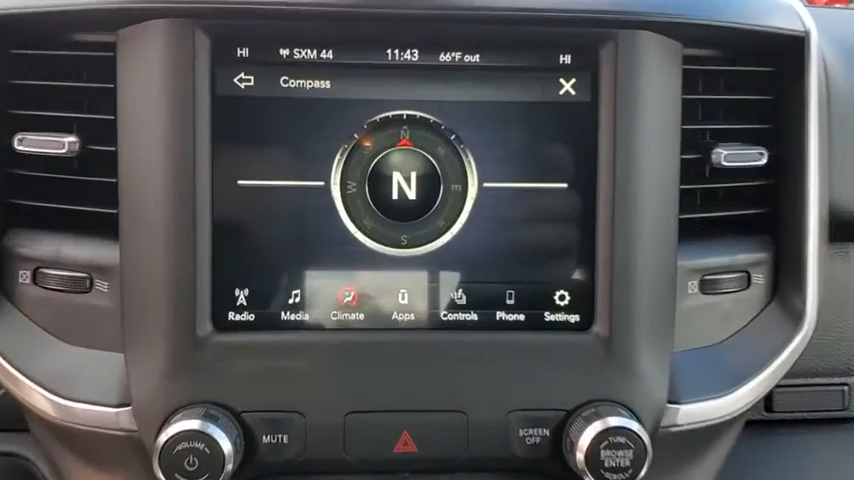 HI SXM 44 11:43 66°F out HI
Compass
N
N
W E
S
Radio Media Climate Apps Controls Phone Settings
VOLUME
MUTE
SCREEN
OFF
TUNE
BROWSE
ENTER
SCROLL